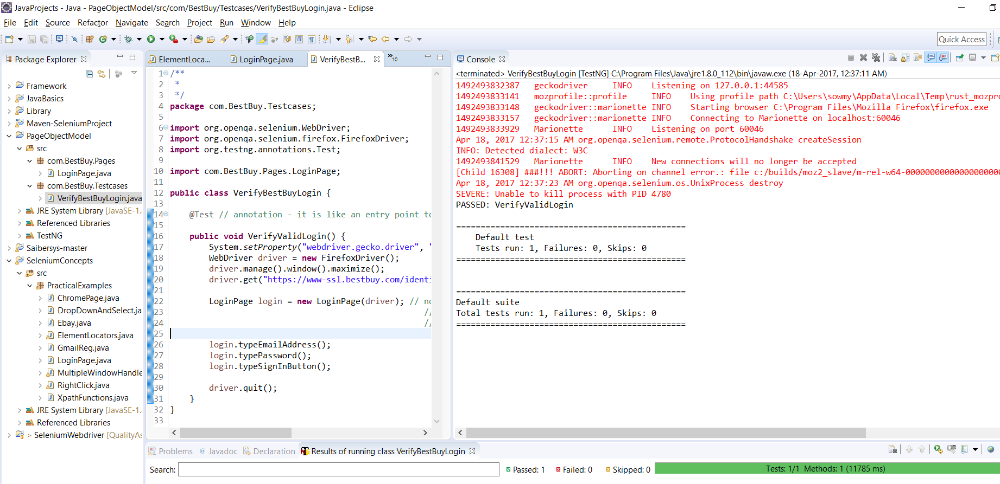 JavaProjects - Java - PageObjectModel/src/com/BestBuy/Testcases/VerifyBestBuyLogin.java - Eclipse
File Edit Source Refactor Navigate Search Project Run Window Help
Quick Access
Package Explorer
Framework
JavaBasics
Library
Maven-SeleniumProject
PageObjectModel
src
com.BestBuy.Pages
LoginPage.java
com.BestBuy.Testcases
VerifyBestBuyLogin.java
JRE System Library [JavaSE-1.
Referenced Libraries
TestNG
Saibersys-master
SeleniumConcepts
src
PracticalExamples
ChromePage.java
DropDownAndSelect.ja
Ebay.java
ElementLocators.java
GmailReg.java
LoginPage.java
MultipleWindowHandle
RightClick.java
XpathFunctions.java
JRE System Library [JavaSE-1.
Referenced Libraries
> SeleniumWebdriver [QualityAs
ElementLoca... LoginPage.java VerifyBestB... »10
1 /**
2 *
3 */
4 package com.BestBuy.Testcases;
5
6 import org.openqa.selenium.WebDriver;
7 import org.openqa.selenium.firefox.FirefoxDriver;
8 import org.testng.annotations.Test;
9
10 import com.BestBuy.Pages.LoginPage;
11
12 public class VerifyBestBuyLogin {
13
14 @Test // annotation - it is like an entry point to
15
16 public void VerifyValidLogin() {
17 System.setProperty("webdriver.gecko.driver", "
18 WebDriver driver = new FirefoxDriver();
19 driver.manage().window().maximize();
20 driver.get("https://www-ssl.bestbuy.com/identi
21
22 LoginPage login = new LoginPage(driver); // no
23 //
24 //
25
26 login.typeEmailAddress();
27 login.typePassword();
28 login.typeSignInButton();
29
30 driver.quit();
31 }
32 }
33
Console
<terminated> VerifyBestBuyLogin [TestNG] C:\Program Files\Java\jre1.8.0_112\bin\javaw.exe (18-Apr-2017, 12:37:11 AM)
1492493832387 geckodriver INFO Listening on 127.0.0.1:44585
1492493833141 mozprofile::profile INFO Using profile path C:\Users\sowmy\AppData\Local\Temp\rust_mozpro
1492493833148 geckodriver::marionette INFO Starting browser C:\Program Files\Mozilla Firefox\firefox.exe
1492493833157 geckodriver::marionette INFO Connecting to Marionette on localhost:60046
1492493833929 Marionette INFO Listening on port 60046
Apr 18, 2017 12:37:15 AM org.openqa.selenium.remote.ProtocolHandshake createSession
INFO: Detected dialect: W3C
1492493841529 Marionette INFO New connections will no longer be accepted
[Child 16308] ###!!! ABORT: Aborting on channel error.: file c:/builds/moz2_slave/m-rel-w64-00000000000000000000
Apr 18, 2017 12:37:23 AM org.openqa.selenium.os.UnixProcess destroy
SEVERE: Unable to kill process with PID 4780
PASSED: VerifyValidLogin
===============================================
Default test
Tests run: 1, Failures: 0, Skips: 0
===============================================
===============================================
Default suite
Total tests run: 1, Failures: 0, Skips: 0
===============================================
Problems @ Javadoc Declaration Results of running class VerifyBestBuyLogin
Search: Passed: 1 Failed: 0 Skipped: 0 Tests: 1/1 Methods: 1 (11785 ms)